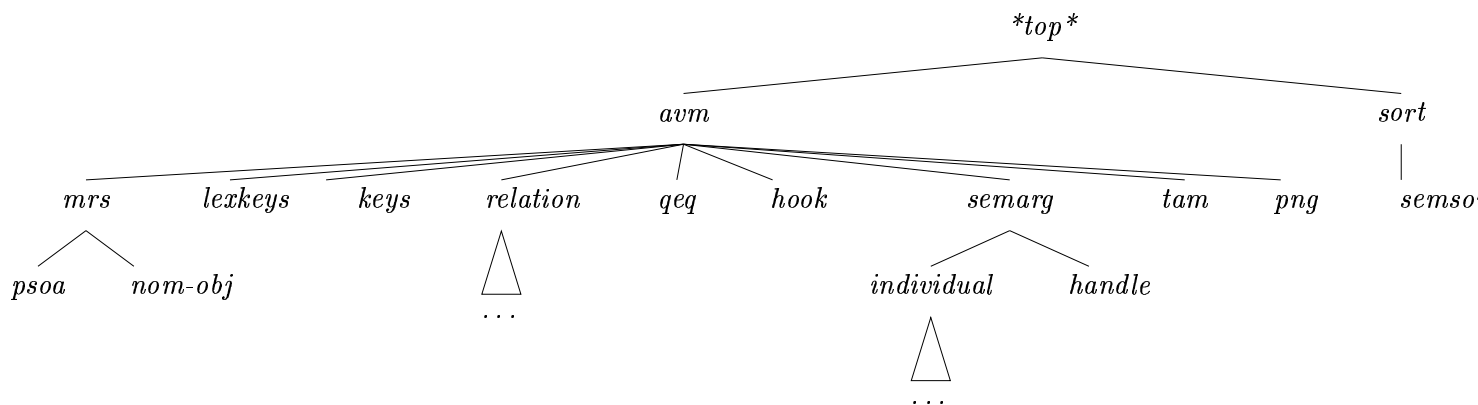 *top*
avm sort
mrs lexkeys keys relation qeq hook semarg tam png
psoa nom-obj individual handle
...
...